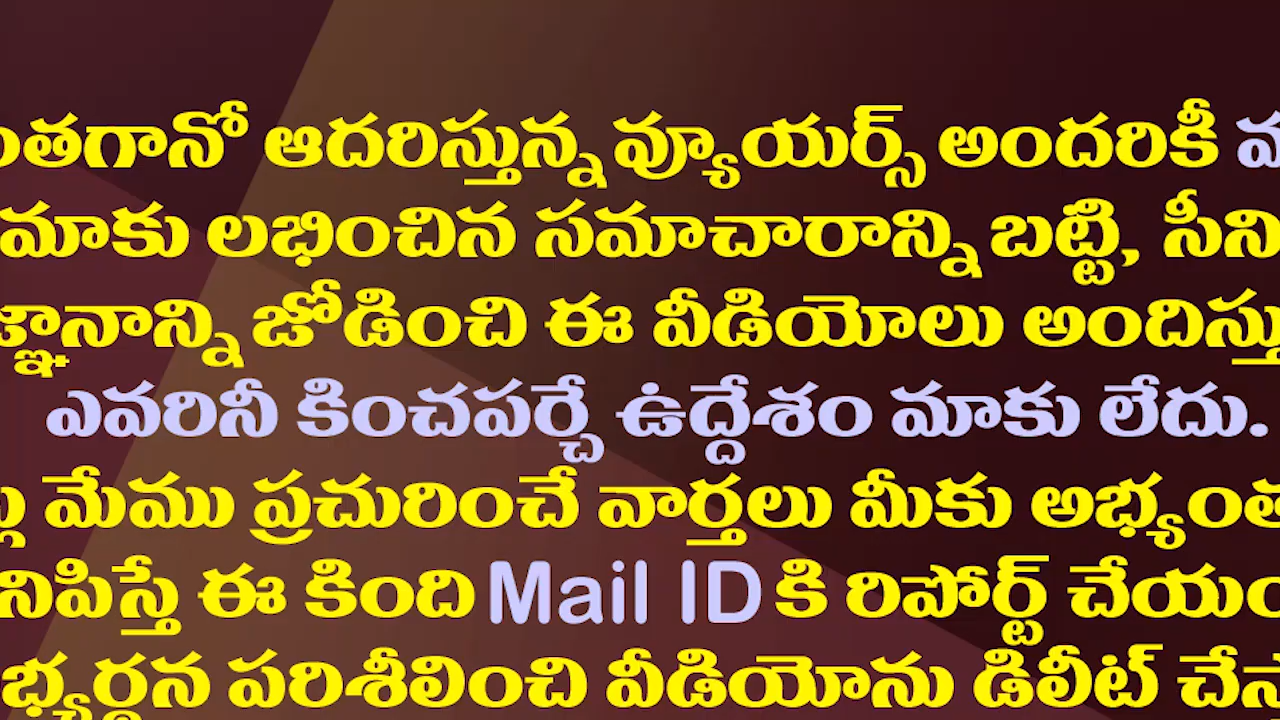 ఆదరిస్తున్న వ్యూయర్స్ అందరికీ
మాకు లభించిన సమాచారాన్ని బట్టి,
జోడించి ఈ వీడియోలు
ఎవరినీ కించపర్చే ఉద్దేశం మాకు లేదు.
మేము ప్రచురించే వార్తలు మీకు
ఈ కింది Mail ID కి రిపోర్ట్
పరిశీలించి వీడియోను డిలీట్